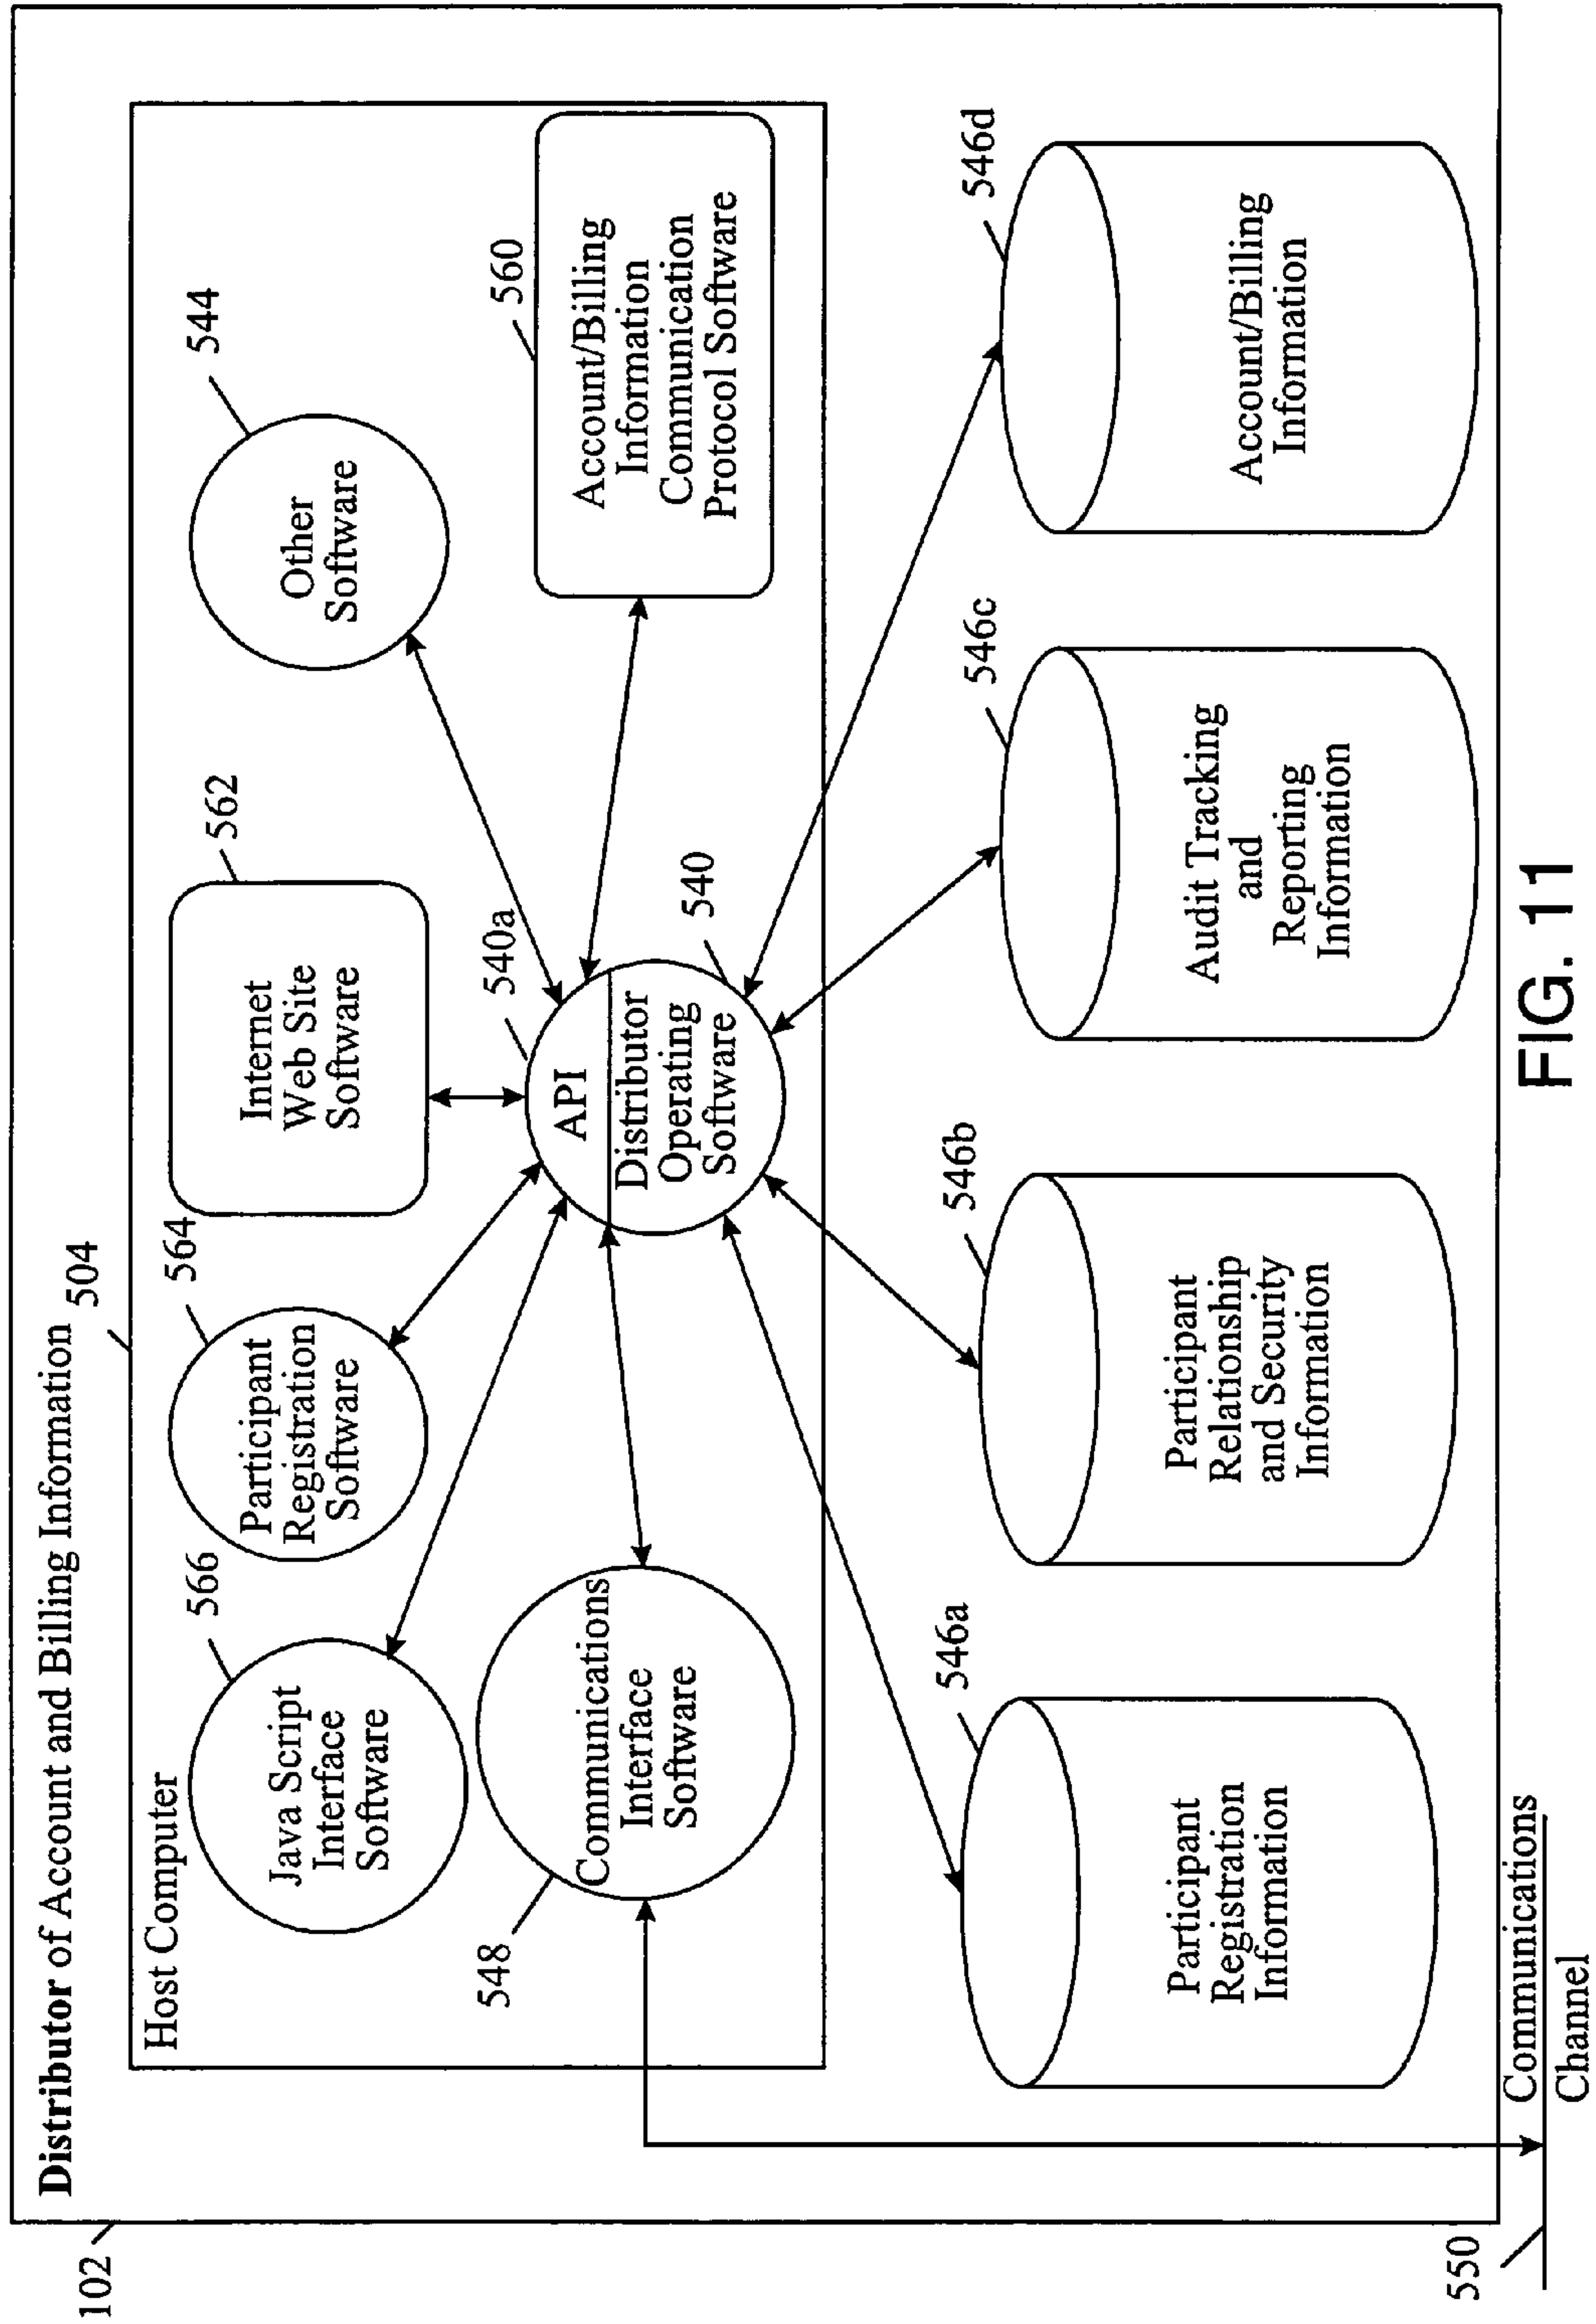 102
Distributor of Account and Billing Information
504
Host Computer
566
Java Script
Interface
Software
564
Participant
Registration
Software
562
Internet
Web Site
Software
544
Other
Software
548
Communications
Interface
Software
540a
API
540
Distributor
Operating
Software
560
Account/Billing
Information
Communication
Protocol Software
546a
Participant
Registration
Information
546b
Participant
Relationship
and Security
Information
546c
Audit Tracking
and
Reporting
Information
546d
Account/Billing
Information
550
Communications
Channel
FIG. 11